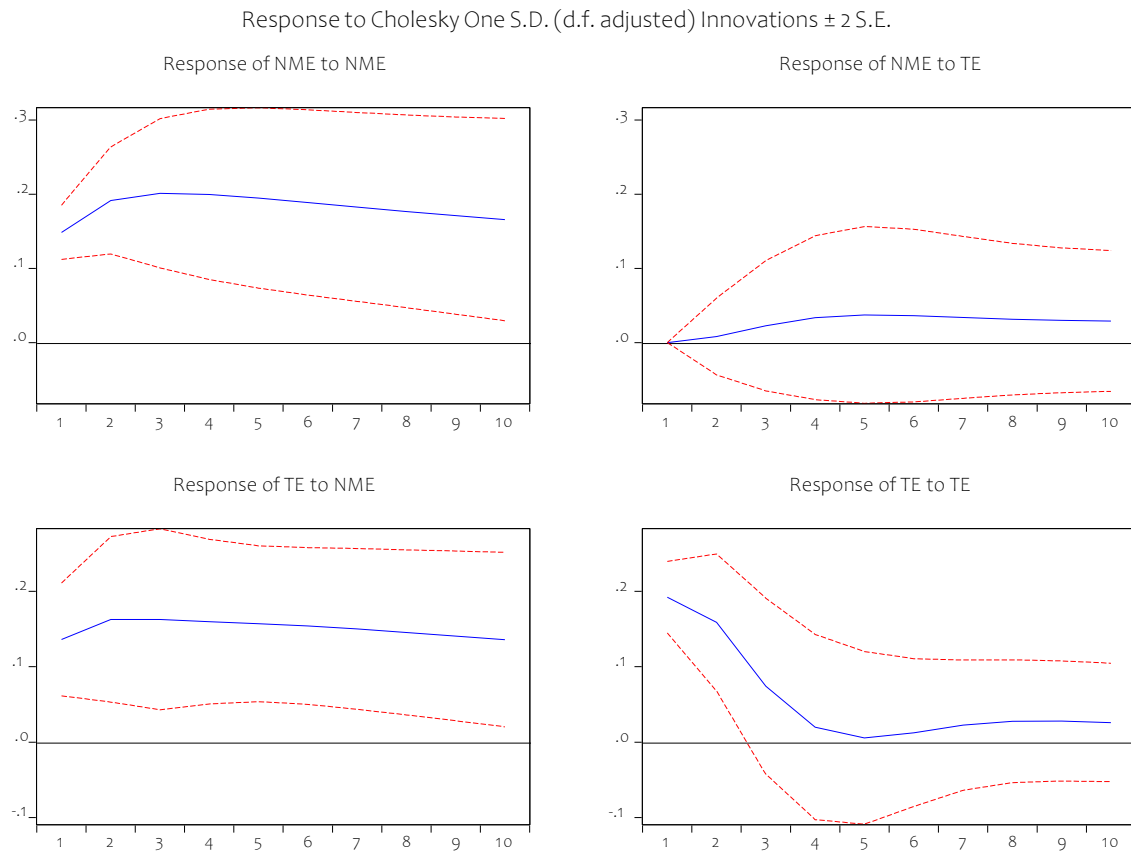 Response to Cholesky One S.D. (d.f. adjusted) Innovations ± 2 S.E.
Response of NME to NME
.3
.2
.1
.0
1 2 3 4 5 6 7 8 9 10
Response of NME to TE
.3
.2
.1
.0
1 2 3 4 5 6 7 8 9 10
Response of TE to NME
.2
.1
.0
-.1
1 2 3 4 5 6 7 8 9 10
Response of TE to TE
.2
.1
.0
-.1
1 2 3 4 5 6 7 8 9 10